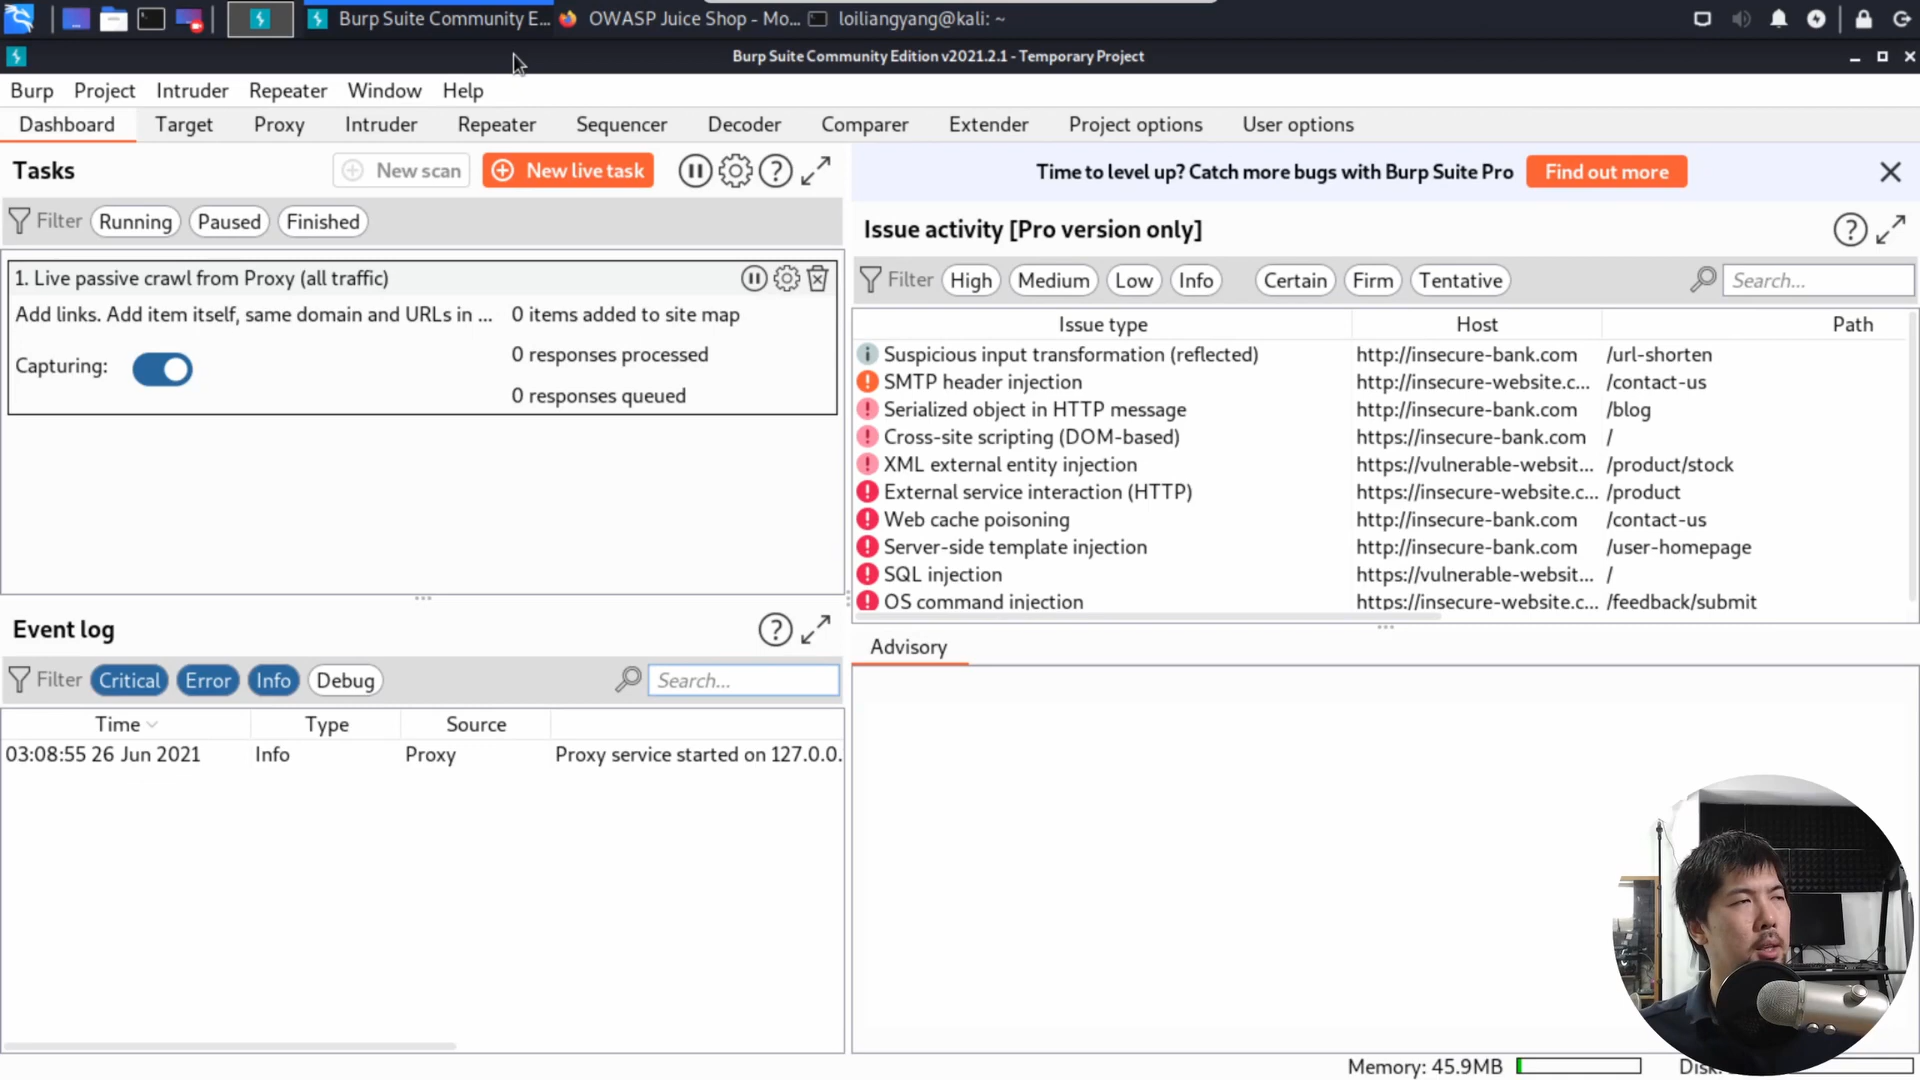 Burp Suite Community E...
OWASP Juice Shop - Mo...
loiliangyang@kali: ~
Burp Suite Community Edition v2021.2.1 - Temporary Project
Burp Project Intruder Repeater Window Help
Dashboard Target Proxy Intruder Repeater Sequencer Decoder Comparer Extender Project options User options
Tasks
New scan
New live task
Filter Running Paused Finished
1. Live passive crawl from Proxy (all traffic)
Add links. Add item itself, same domain and URLs in ...
0 items added to site map
Capturing:
0 responses processed
0 responses queued
Event log
Filter Critical Error Info Debug
Search...
Time Type Source
03:08:55 26 Jun 2021 Info Proxy Proxy service started on 127.0.0.
Time to level up? Catch more bugs with Burp Suite Pro
Find out more
Issue activity [Pro version only]
Filter High Medium Low Info Certain Firm Tentative
Search...
Issue type Host Path
Suspicious input transformation (reflected) http://insecure-bank.com /url-shorten
SMTP header injection http://insecure-website.c... /contact-us
Serialized object in HTTP message http://insecure-bank.com /blog
Cross-site scripting (DOM-based) https://insecure-bank.com /
XML external entity injection https://vulnerable-websit... /product/stock
External service interaction (HTTP) https://insecure-website.c... /product
Web cache poisoning http://insecure-bank.com /contact-us
Server-side template injection http://insecure-bank.com /user-homepage
SQL injection https://vulnerable-websit... /
OS command injection https://insecure-website.c... /feedback/submit
Advisory
Memory: 45.9MB